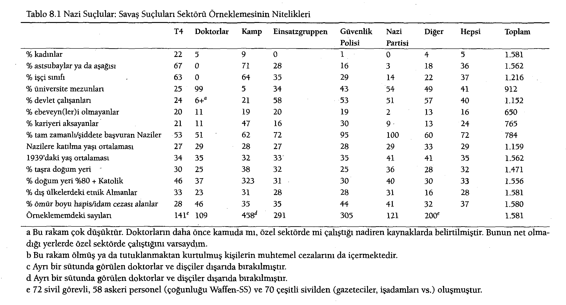 Tablo 8.1 Nazi Suçlular: Savaş Suçluları Sektörü Örneklemesinin Nitelikleri
T4 Doktorlar Kamp Einsatzgruppen Güvenlik Polisi Nazi Partisi Diğer Hepsi Toplam
% kadınlar 22 5 9 0 1 0 4 5 1.581
% astsubaylar ya da aşağısı 67 0 71 28 16 3 18 36 1.562
% işçi sınıfı 63 0 64 35 29 14 22 37 1.216
% üniversite mezunları 25 99 5 34 43 54 49 41 912
% devlet çalışanları 24 6+ᵃ 21 58 53 51 57 40 1.152
% ebeveyn(ler)i olmayanlar 20 11 19 20 19 2 13 16 650
% kariyeri aksayanlar 21 11 47 16 30 9 13 24 765
% tam zamanlı/şiddete başvuran Naziler 53 51 62 72 95 100 60 72 784
Nazilere katılma yaşı ortalaması 27 29 28 27 28 29 33 29 1.159
1939'daki yaş ortalaması 34 35 32 33 35 41 41 35 1.562
% taşra doğum yeri 30 25 38 32 25 36 28 32 1.471
% doğum yeri %80 + Katolik 46 37 323 31 30 40 30 33 1.556
% dış ülkelerdeki etnik Almanlar 33 23 31 28 28 31 16 28 1.581
% ömür boyu hapis/idam cezası alanlar 28 46 35 35 44 41 32 37 1.580
Örneklememdeki sayıları 141ᶜ 109 458ᵈ 291 305 121 200ᵉ 1.581
a Bu rakam çok düşüktür. Doktorların daha önce kamuda mı, özel sektörde mi çalıştığı nadiren kaynaklarda belirtilmiştir. Bunun net olma-
dığı yerlerde özel sektörde çalıştığını varsaydım.
b Bu rakam ölmüş ya da tutuklanmaktan kurtulmuş kişilerin muhtemel cezalarını da içermektedir.
c Ayrı bir sütunda görülen doktorlar ve dişçiler dışarıda bırakılmıştır.
d Ayrı bir sütunda görülen doktorlar ve dişçiler dışarıda bırakılmıştır.
e 72 sivil görevli, 58 askeri personel (çoğunluğu Waffen-SS) ve 70 çeşitli sivilden (gazeteciler, işadamları vs.) oluşmuştur.